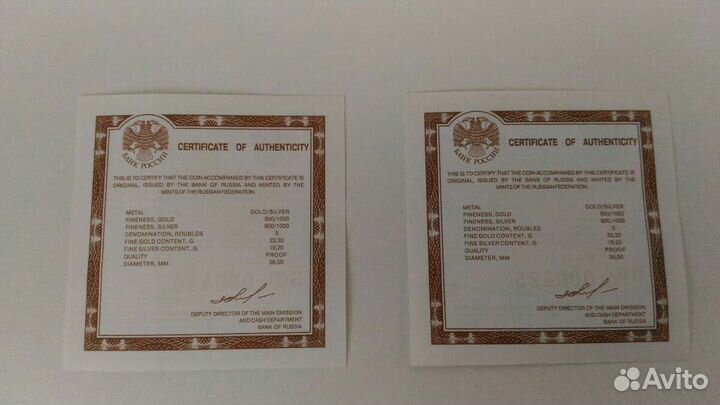 CERTIFICATE OF AUTHENTICITY
БАНК РОССИИ
THIS IS TO CERTIFY THAT THE COIN ACCOMPANIED BY THIS CERTIFICATE IS
ORIGINAL, ISSUED BY THE BANK OF RUSSIA AND MINTED BY THE
MINTS OF THE RUSSIAN FEDERATION.
METAL GOLD/SILVER
FINENESS, GOLD 900/1000
FINENESS, SILVER 900/1000
DENOMINATION, ROUBLES 5
FINE GOLD CONTENT, G 23,30
FINE SILVER CONTENT, G 19,20
QUALITY PROOF
DIAMETER, MM 39,50
DEPUTY DIRECTOR OF THE MAIN EMISSION
AND CASH DEPARTMENT
BANK OF RUSSIA
CERTIFICATE OF AUTHENTICITY
БАНК РОССИИ
THIS IS TO CERTIFY THAT THE COIN ACCOMPANIED BY THIS CERTIFICATE IS
ORIGINAL, ISSUED BY THE BANK OF RUSSIA AND MINTED BY THE
MINTS OF THE RUSSIAN FEDERATION.
METAL GOLD/SILVER
FINENESS, GOLD 900/1000
FINENESS, SILVER 900/1000
DENOMINATION, ROUBLES 5
FINE GOLD CONTENT, G 23,30
FINE SILVER CONTENT, G 19,20
QUALITY PROOF
DIAMETER, MM 39,50
DEPUTY DIRECTOR OF THE MAIN EMISSION
AND CASH DEPARTMENT
BANK OF RUSSIA
Avito